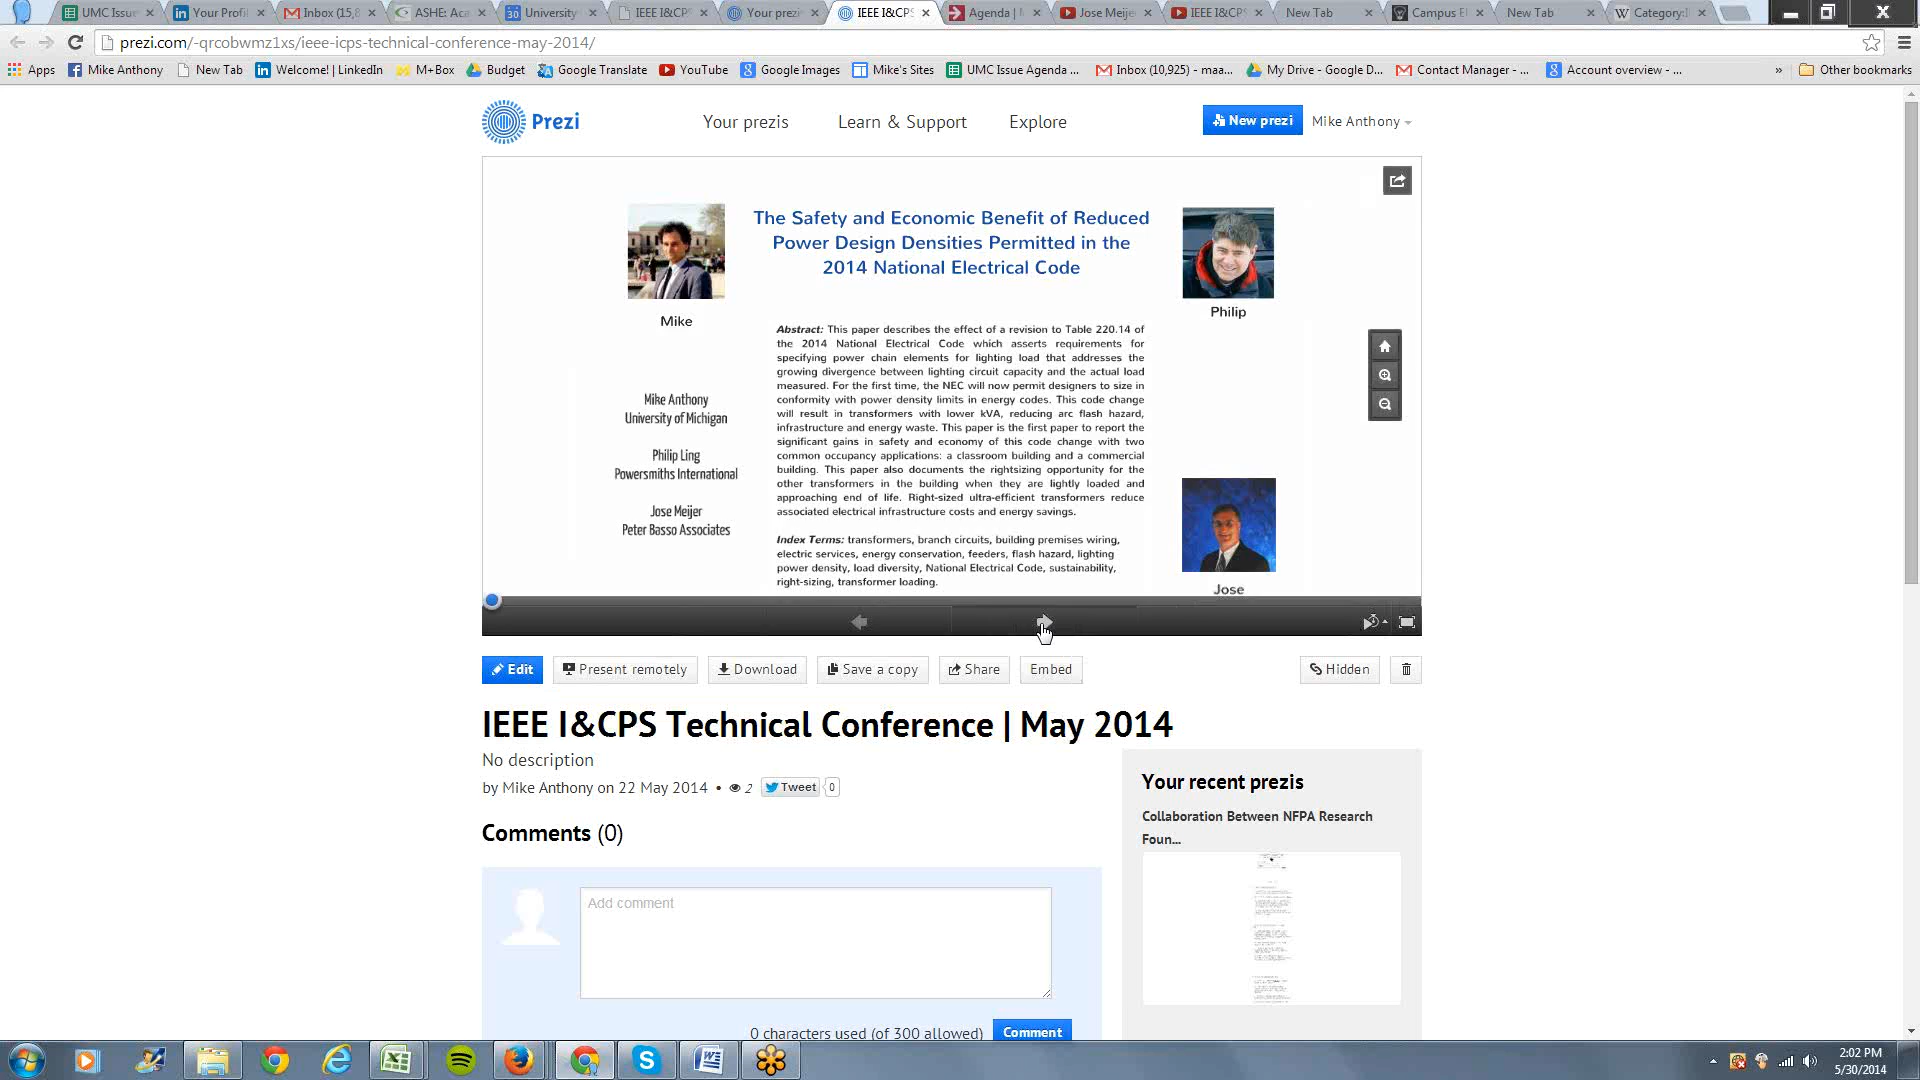 UMC Issue
Your Profil
Inbox (15,8
ASHE: Aca
30 University
IEEE I&CPS
Your prezi
IEEE I&CPS
Agenda |
Jose Meije
IEEE I&CPS
New Tab
Campus E
New Tab
W Category:I
prezi.com/-qrcobwmz1xs/ieee-icps-technical-conference-may-2014/
Apps
Mike Anthony
New Tab
Welcome! | LinkedIn
M+Box
Budget
Google Translate
YouTube
Google Images
Mike's Sites
UMC Issue Agenda ...
Inbox (10,925) - maa...
My Drive - Google D...
Contact Manager - ...
Account overview - ...
» Other bookmarks
Prezi
Your prezis
Learn & Support
Explore
New prezi
Mike Anthony
The Safety and Economic Benefit of Reduced
Power Design Densities Permitted in the
2014 National Electrical Code
Mike
Philip
Mike Anthony
University of Michigan
Philip Ling
Powersmiths International
Jose Meijer
Peter Basso Associates
Abstract: This paper describes the effect of a revision to Table 220.14 of
the 2014 National Electrical Code which asserts requirements for
specifying power chain elements for lighting load that addresses the
growing divergence between lighting circuit capacity and the actual load
measured. For the first time, the NEC will now permit designers to size in
conformity with power density limits in energy codes. This code change
will result in transformers with lower kVA, reducing arc flash hazard,
infrastructure and energy waste. This paper is the first paper to report the
significant gains in safety and economy of this code change with two
common occupancy applications: a classroom building and a commercial
building. This paper also documents the rightsizing opportunity for the
other transformers in the building when they are lightly loaded and
approaching end of life. Right-sized ultra-efficient transformers reduce
associated electrical infrastructure costs and energy savings.
Index Terms: transformers, branch circuits, building premises wiring,
electric services, energy conservation, feeders, flash hazard, lighting
power density, load diversity, National Electrical Code, sustainability,
right-sizing, transformer loading.
Jose
Edit
Present remotely
Download
Save a copy
Share
Embed
Hidden
IEEE I&CPS Technical Conference | May 2014
No description
by Mike Anthony on 22 May 2014 • 2 Tweet 0
Comments (0)
Add comment
0 characters used (of 300 allowed)
Comment
Your recent prezis
Collaboration Between NFPA Research
Foun...
2:02 PM
5/30/2014